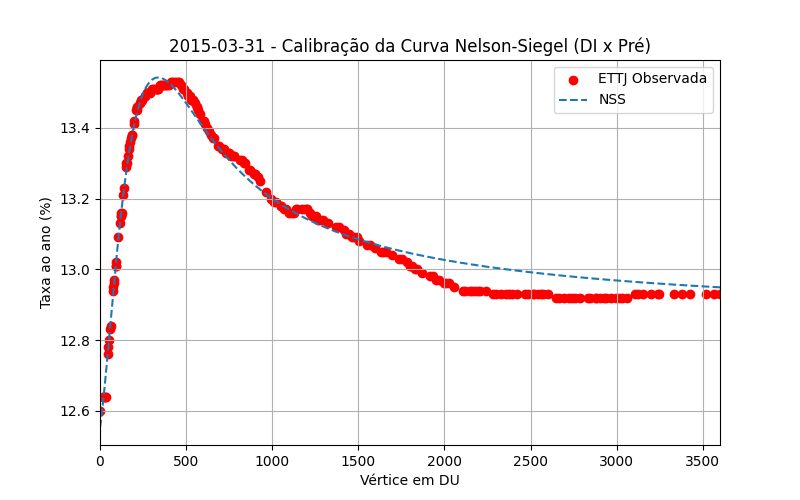 2015-03-31 - Calibração da Curva Nelson-Siegel (DI x Pré)
ETTJ Observada
NSS
Taxa ao ano (%)
13.4
13.2
13.0
12.8
12.6
0 500 1000 1500 2000 2500 3000 3500
Vértice em DU